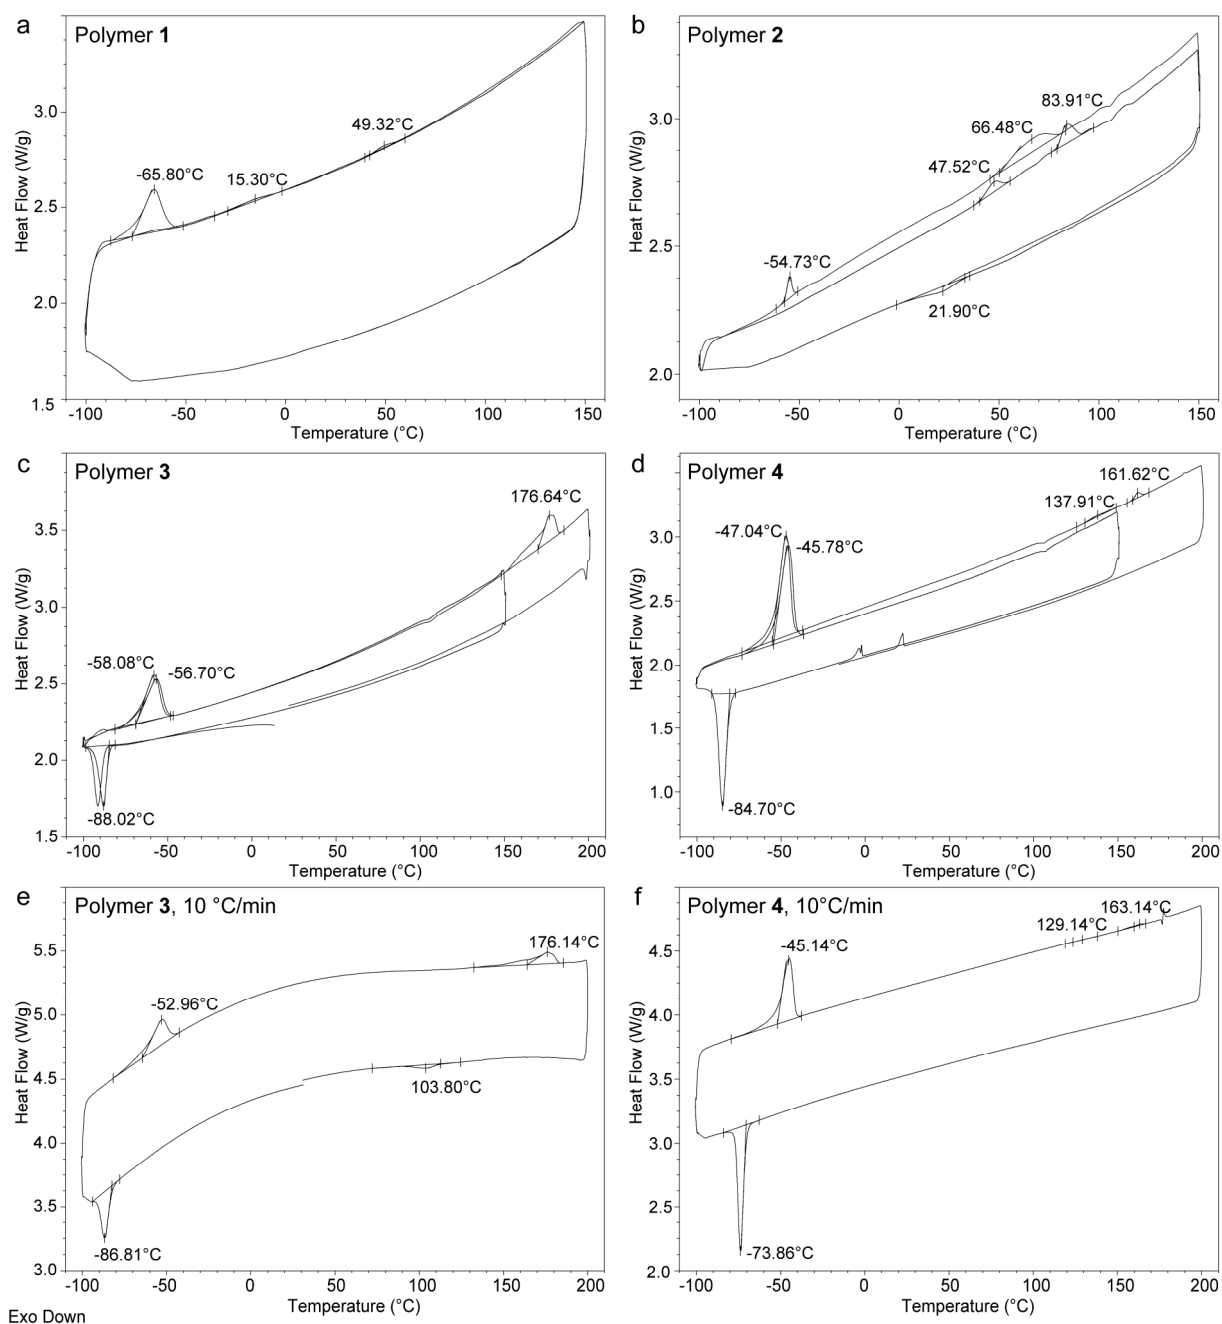 a
Polymer 1
Heat Flow (W/g)
3.0
2.5
2.0
1.5
-65.80°C
15.30°C
49.32°C
-100 -50 0 50 100 150
Temperature (°C)
b
Polymer 2
Heat Flow (W/g)
3.0
2.5
2.0
83.91°C
66.48°C
47.52°C
-54.73°C
21.90°C
-100 -50 0 50 100 150
Temperature (°C)
c
Polymer 3
Heat Flow (W/g)
3.5
3.0
2.5
2.0
1.5
176.64°C
-58.08°C
-56.70°C
-88.02°C
-100 -50 0 50 100 150 200
Temperature (°C)
d
Polymer 4
Heat Flow (W/g)
3.0
2.5
2.0
1.5
1.0
161.62°C
137.91°C
-47.04°C
-45.78°C
-84.70°C
-100 -50 0 50 100 150 200
Temperature (°C)
e
Polymer 3, 10 °C/min
Heat Flow (W/g)
5.5
5.0
4.5
4.0
3.5
3.0
176.14°C
-52.96°C
103.80°C
-86.81°C
-100 -50 0 50 100 150 200
Temperature (°C)
f
Polymer 4, 10°C/min
Heat Flow (W/g)
4.5
4.0
3.5
3.0
2.5
2.0
163.14°C
129.14°C
-45.14°C
-73.86°C
-100 -50 0 50 100 150 200
Temperature (°C)
Exo Down